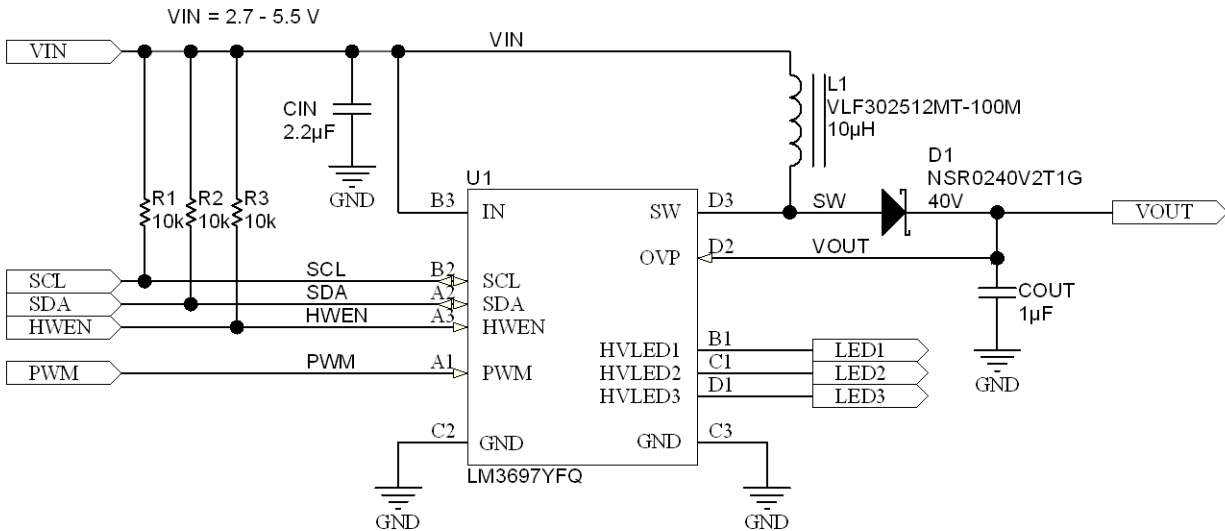 VIN = 2.7 - 5.5 V
VIN
VIN
L1
VLF302512MT-100M
10µH
CIN
2.2µF
GND
D1
NSR0240V2T1G
40V
R1
10k
R2
10k
R3
10k
U1
B3
IN
SW
D3
SW
VOUT
D2
VOUT
OVP
SCL
SCL
B2
SCL
SDA
SDA
A2
SDA
HWEN
HWEN
A3
HWEN
COUT
1µF
GND
HVLED1
B1
LED1
HVLED2
C1
LED2
HVLED3
D1
LED3
PWM
PWM
A1
PWM
C2
GND
GND
C3
LM3697YFQ
GND
GND